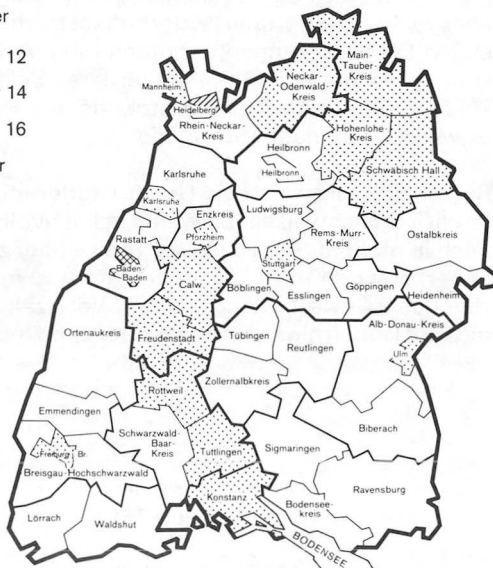 er
12
r 14
16
r
Main-
Tauber-
Kreis
Neckar-
Odenwald-
Kreis
Mannheim
Heidelberg
Rhein-Neckar-
Kreis
Hohenlohe-
Kreis
Heilbronn
Heilbronn
Schwäbisch Hall
Karlsruhe
Karlsruhe
Enzkreis
Pforzheim
Ludwigsburg
Rems-Murr-
Kreis
Ostalbkreis
Rastatt
Baden-
Baden
Stuttgart
Calw
Böblingen
Esslingen
Göppingen
Heidenheim
Ortenaukreis
Freudenstadt
Tübingen
Reutlingen
Alb-Donau-Kreis
Ulm
Zollernalbkreis
Rottweil
Emmendingen
Schwarzwald-
Baar-
Kreis
Biberach
Freiburg Br.
Breisgau-Hochschwarzwald
Tuttlingen
Sigmaringen
Konstanz
Ravensburg
Bodensee-
kreis
Lörrach
Waldshut
BODENSEE